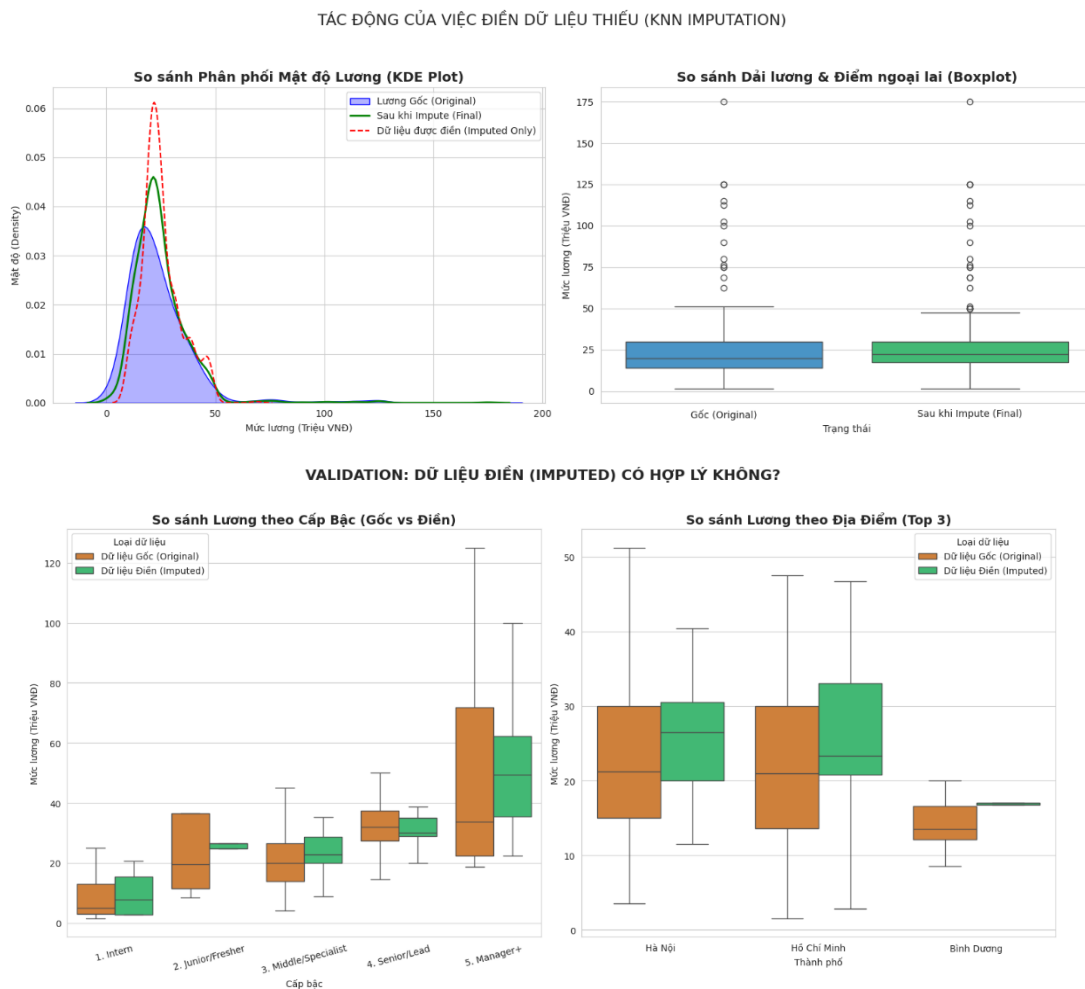 TÁC ĐỘNG CỦA VIỆC ĐIỀN DỮ LIỆU THIẾU (KNN IMPUTATION)
So sánh Phân phối Mật độ Lương (KDE Plot)
Lương Gốc (Original)
Sau khi Impute (Final)
Dữ liệu được điền (Imputed Only)
0.06
0.05
0.04
0.03
0.02
0.01
0.00
Mật độ (Density)
0
50
100
150
200
Mức lương (Triệu VNĐ)
So sánh Dải lương & Điểm ngoại lai (Boxplot)
175
150
125
100
75
50
25
0
Mức lương (Triệu VNĐ)
Gốc (Original)
Sau khi Impute (Final)
Trạng thái
VALIDATION: DỮ LIỆU ĐIỀN (IMPUTED) CÓ HỢP LÝ KHÔNG?
So sánh Lương theo Cấp Bậc (Gốc vs Điền)
Loại dữ liệu
Dữ liệu Gốc (Original)
Dữ liệu Điền (Imputed)
120
100
80
60
40
20
0
Mức lương (Triệu VNĐ)
1. Intern
2. Junior/Fresher
3. Middle/Specialist
4. Senior/Lead
5. Manager+
Cấp bậc
So sánh Lương theo Địa Điểm (Top 3)
Loại dữ liệu
Dữ liệu Gốc (Original)
Dữ liệu Điền (Imputed)
50
40
30
20
10
0
Mức lương (Triệu VNĐ)
Hà Nội
Hồ Chí Minh
Bình Dương
Thành phố